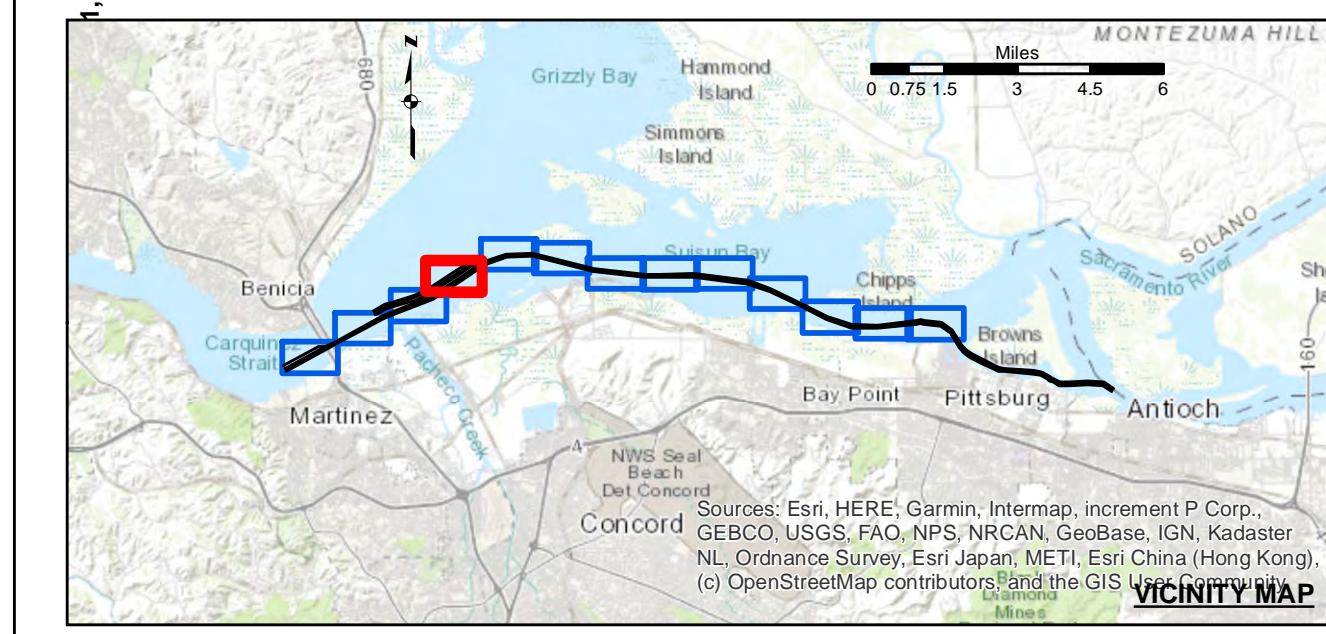 1,
MONTEZUMA HILL
Miles
0 0.75 1.5 3 4.5 6
N
680
Grizzly Bay
Hammond
Island
Simmons
Island
SOLANO
Sacramento River
Suisun Bay
Chipps
Island
Benicia
Carquinez
Strait
Browns
Island
160
Pacheco Creek
Martinez
Bay Point
Pittsburg
Antioch
4
NWS Seal
Beach
Det Concord
Concord
Sources: Esri, HERE, Garmin, Intermap, increment P Corp.,
GEBCO, USGS, FAO, NPS, NRCAN, GeoBase, IGN, Kadaster
NL, Ordnance Survey, Esri Japan, METI, Esri China (Hong Kong),
(c) OpenStreetMap contributors, and the GIS User Community
Diamond
Mines
VICINITY MAP